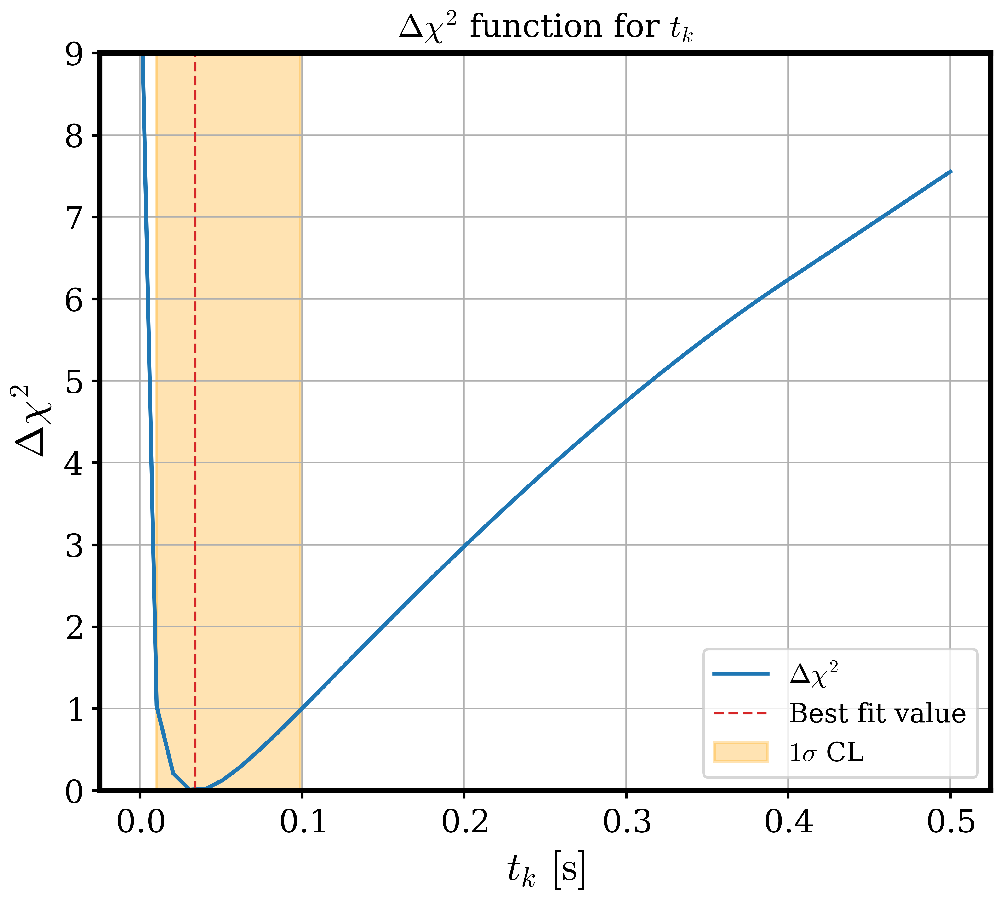 Δχ² function for t_k
9
8
7
6
5
4
3
2
1
0
Δχ²
0.0 0.1 0.2 0.3 0.4 0.5
t_k [s]
Δχ²
Best fit value
1σ CL